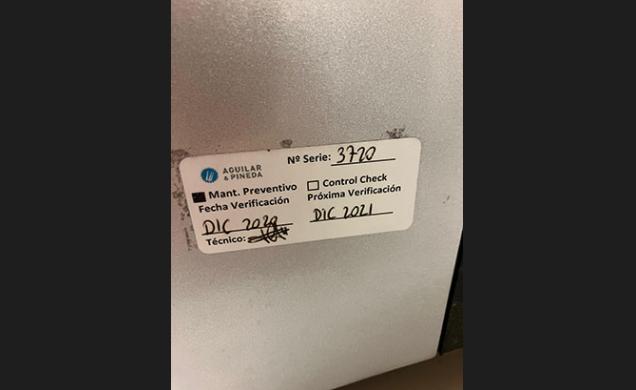 AGUILAR
& PINEDA
Nº Serie: 3720
Mant. Preventivo
Control Check
Fecha Verificación
Próxima Verificación
DIC 2020
DIC 2021
Técnico: